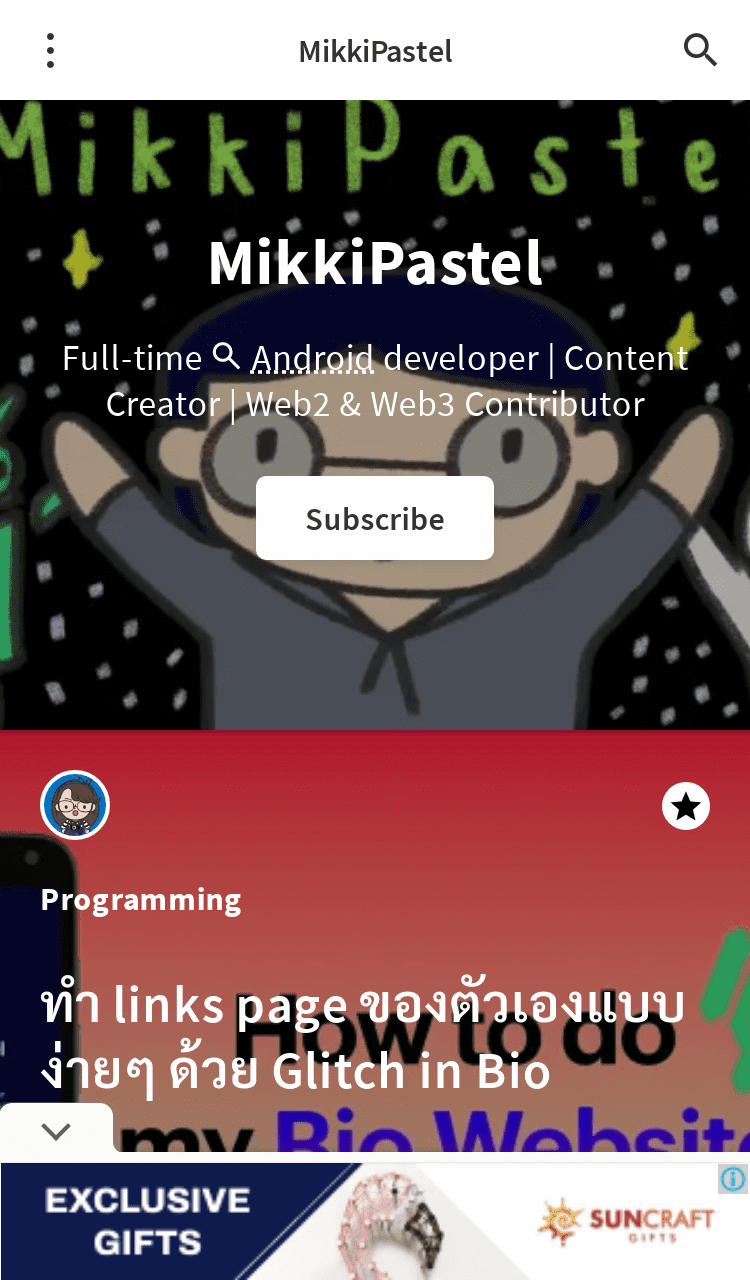 MikkiPastel
MikkiPaste
MikkiPastel
Full-time Android developer | Content
Creator | Web2 & Web3 Contributor
Subscribe
Programming
ทำ links page ของตัวเองแบบ
ง่ายๆ ด้วย Glitch in Bio
How to do
my Bio Website
EXCLUSIVE
GIFTS
SUNCRAFT
GIFTS